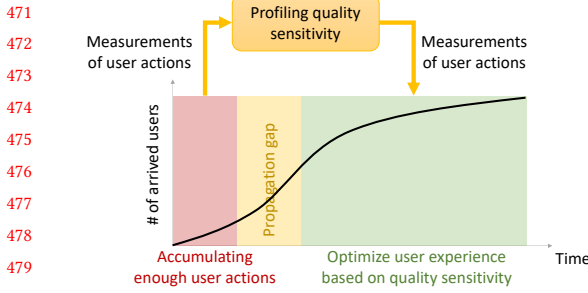 471
472
473
474
475
476
477
478
479
Profiling quality
sensitivity
Measurements
of user actions
Measurements
of user actions
# of arrived users
Propagation gap
Time
Accumulating
enough user actions
Optimize user experience
based on quality sensitivity